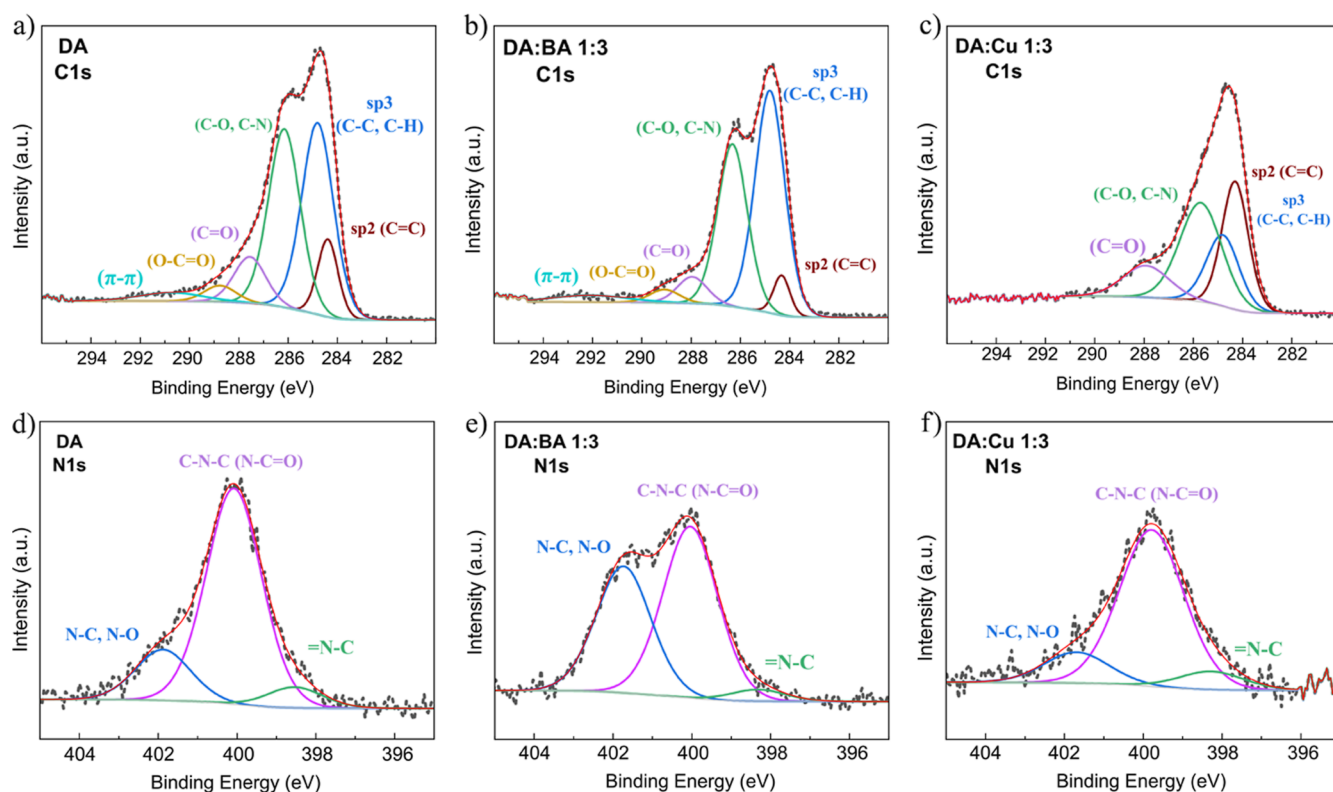 a)
DA
C1s
sp3
(C-C, C-H)
(C-O, C-N)
(C=O)
sp2 (C=C)
(O-C=O)
(π-π)
Intensity (a.u.)
294 292 290 288 286 284 282
Binding Energy (eV)
b)
DA:BA 1:3
C1s
sp3
(C-C, C-H)
(C-O, C-N)
(C=O)
sp2 (C=C)
(O-C=O)
(π-π)
Intensity (a.u.)
294 292 290 288 286 284 282
Binding Energy (eV)
c)
DA:Cu 1:3
C1s
sp2 (C=C)
(C-O, C-N)
sp3
(C-C, C-H)
(C=O)
Intensity (a.u.)
294 292 290 288 286 284 282
Binding Energy (eV)
d)
DA
N1s
C-N-C (N-C=O)
N-C, N-O
=N-C
Intensity (a.u.)
404 402 400 398 396
Binding Energy (eV)
e)
DA:BA 1:3
N1s
C-N-C (N-C=O)
N-C, N-O
=N-C
Intensity (a.u.)
404 402 400 398 396
Binding Energy (eV)
f)
DA:Cu 1:3
N1s
C-N-C (N-C=O)
N-C, N-O
=N-C
Intensity (a.u.)
404 402 400 398 396
Binding Energy (eV)